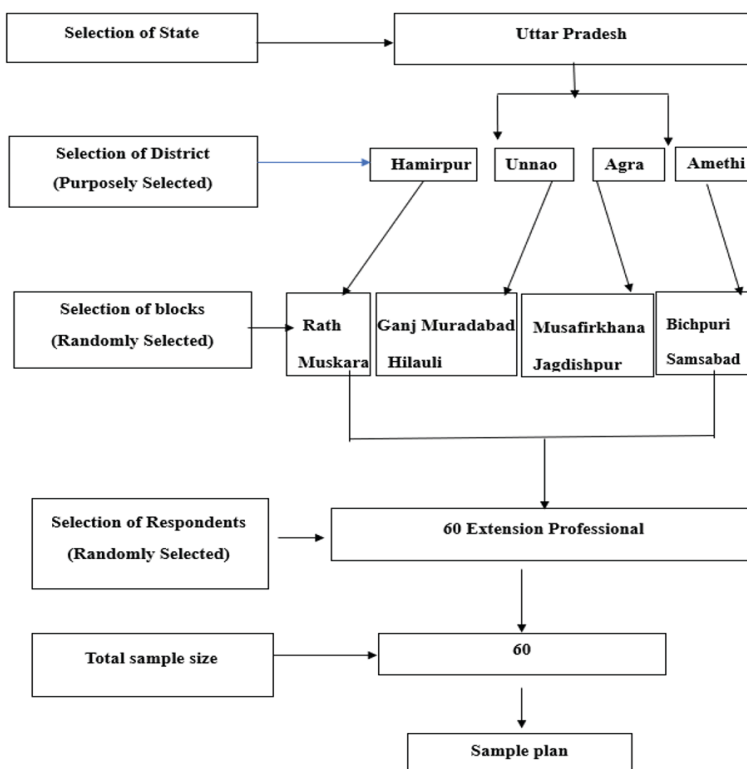 Selection of State
Uttar Pradesh
Selection of District
(Purposely Selected)
Hamirpur
Unnao
Agra
Amethi
Selection of blocks
(Randomly Selected)
Rath
Muskara
Ganj Muradabad
Hilauli
Musafirkhana
Jagdishpur
Bichpuri
Samsabad
Selection of Respondents
(Randomly Selected)
60 Extension Professional
Total sample size
60
Sample plan